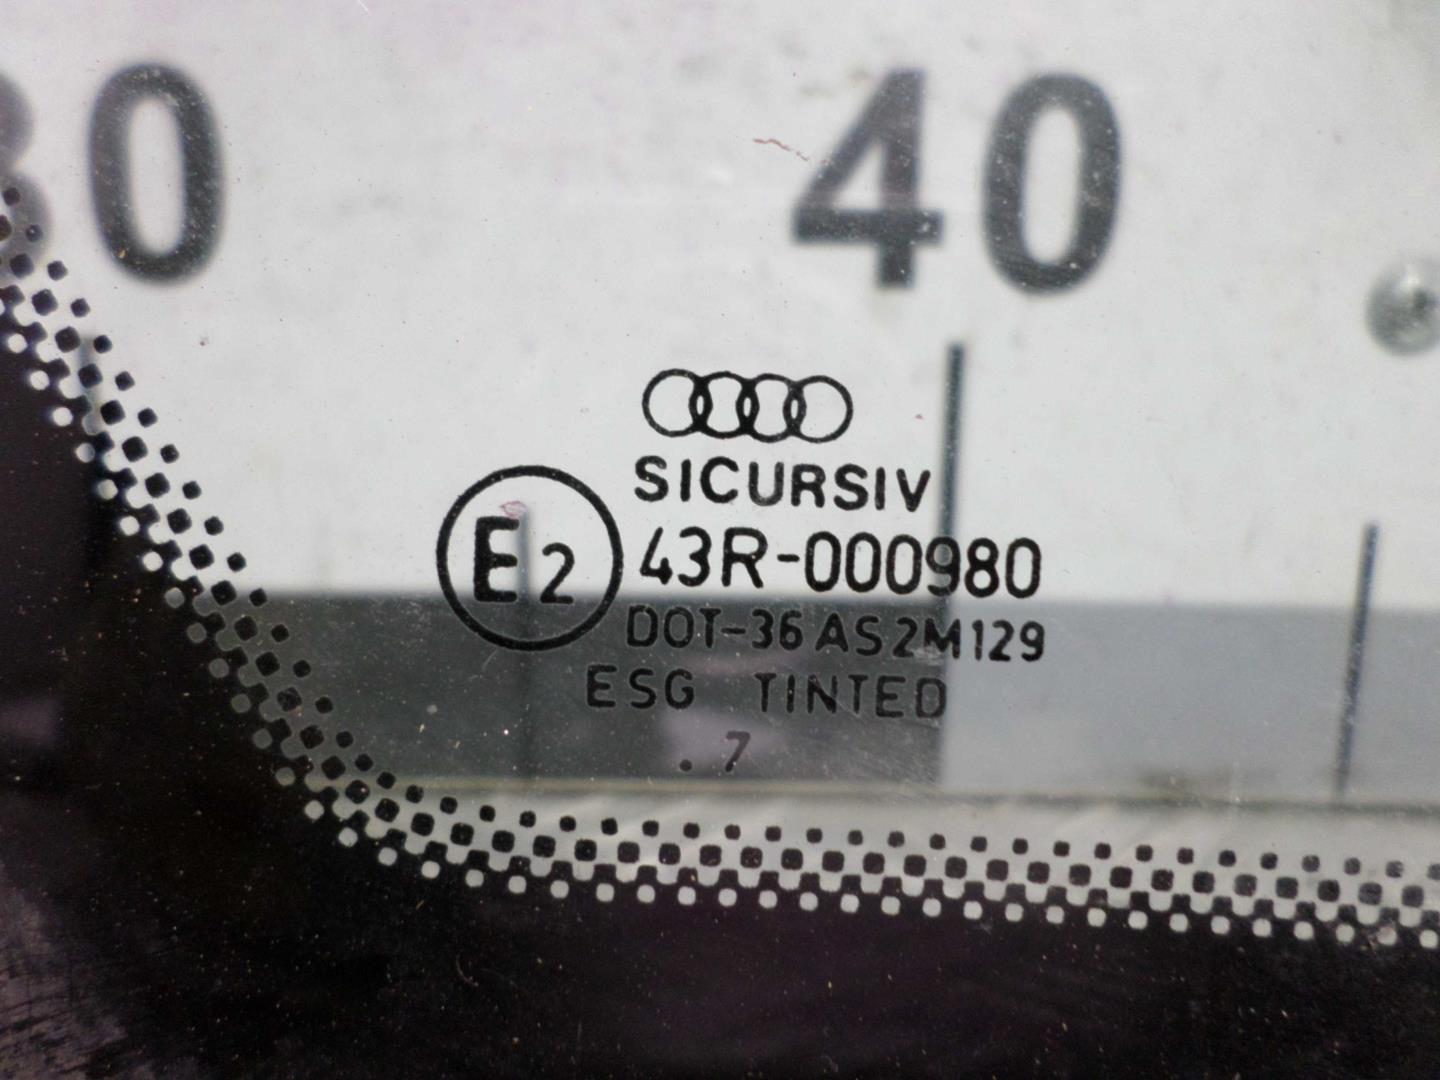 30 40
SICURSIV
E2 43R-000980
DOT-36 AS2M129
ESG TINTED
. 7